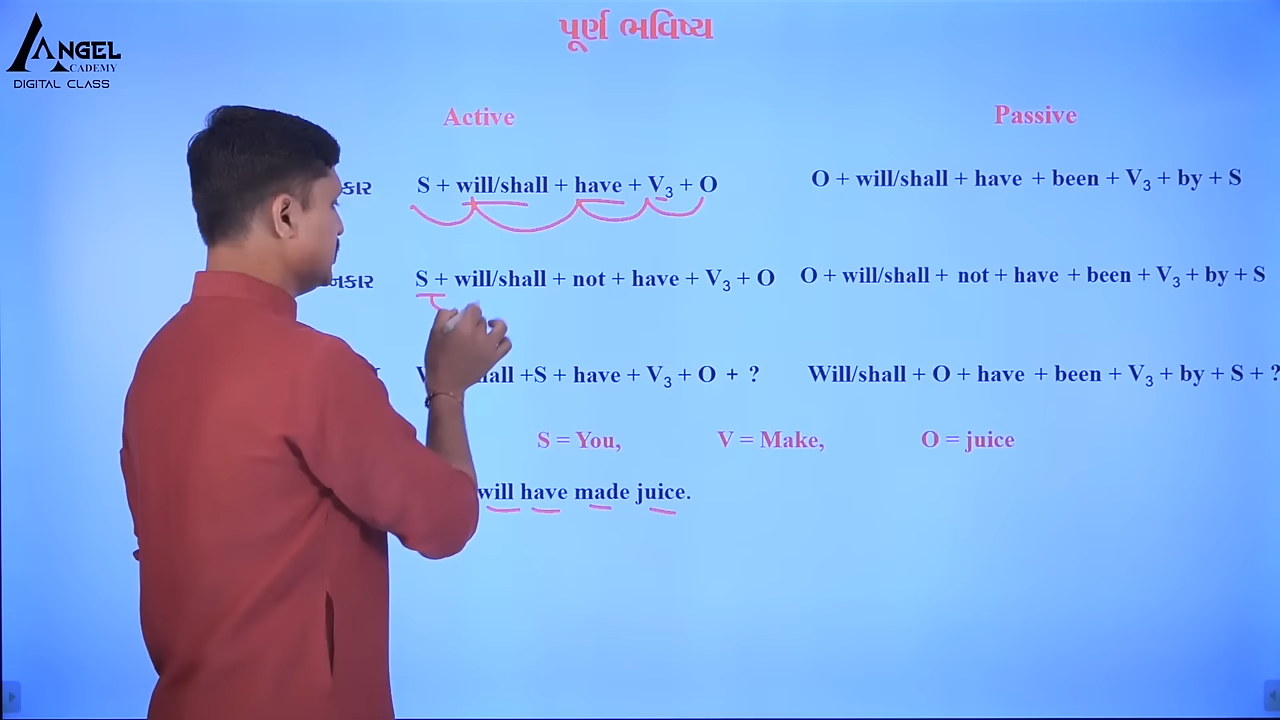 ANGEL
ACADEMY
DIGITAL CLASS
પૂર્ણ ભવિષ્ય
Active Passive
S + will/shall + have + V3 + O O + will/shall + have + been + V3 + by + S
S + will/shall + not + have + V3 + O O + will/shall + not + have + been + V3 + by + S
+S + have + V3 + O + ? Will/shall + O + have + been + V3 + by + S + ?
S = You, V = Make, O = juice
will have made juice.